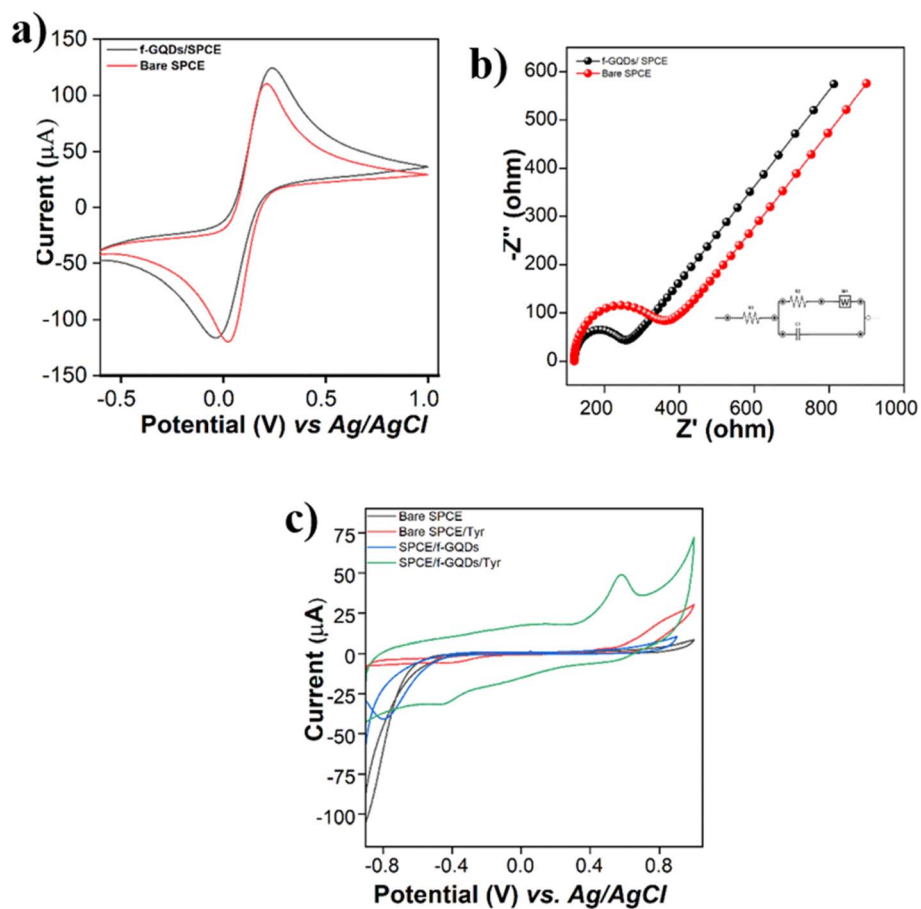 a)
150
100
50
0
-50
-100
-150
f-GQDs/SPCE
Bare SPCE
Current (μA)
-0.5 0.0 0.5 1.0
Potential (V) vs Ag/AgCl
b)
600
500
400
300
200
100
0
f-GQDs/ SPCE
Bare SPCE
-Z" (ohm)
200 400 600 800 1000
Z' (ohm)
W
c)
75
50
25
0
-25
-50
-75
-100
Bare SPCE
Bare SPCE/Tyr
SPCE/f-GQDs
SPCE/f-GQDs/Tyr
Current (μA)
-0.8 -0.4 0.0 0.4 0.8
Potential (V) vs. Ag/AgCl